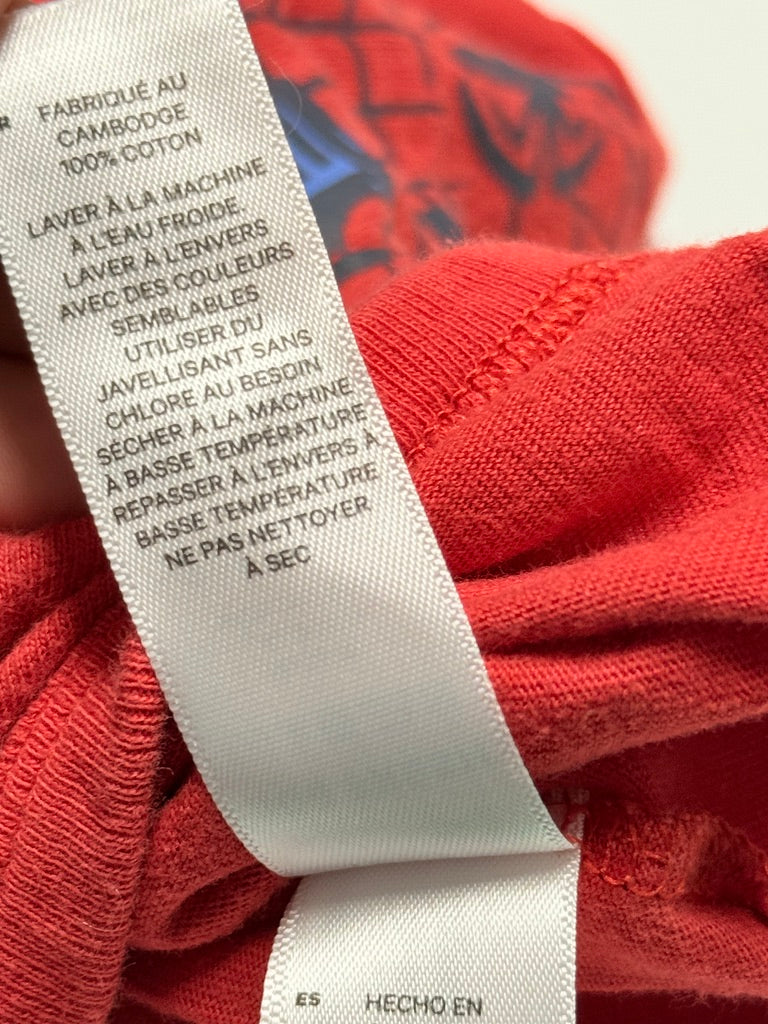 FR
FABRIQUÉ AU
CAMBODGE
100% COTON
LAVER À LA MACHINE
À L'EAU FROIDE
LAVER À L'ENVERS
AVEC DES COULEURS
SEMBLABLES
UTILISER DU
JAVELLISANT SANS
CHLORE AU BESOIN
SÉCHER À LA MACHINE
À BASSE TEMPÉRATURE
REPASSER À L'ENVERS À
BASSE TEMPÉRATURE
NE PAS NETTOYER
À SEC
ES HECHO EN